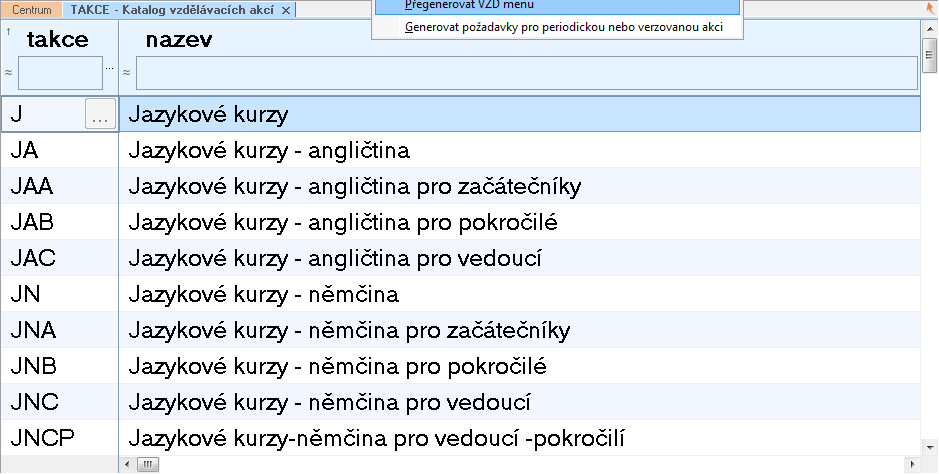 Centrum TAKCE - Katalog vzdělávacích akcí
Přegenerovat VZD menu
Generovat požadavky pro periodickou nebo verzovanou akci
takce nazev
J ... Jazykové kurzy
JA Jazykové kurzy - angličtina
JAA Jazykové kurzy - angličtina pro začátečníky
JAB Jazykové kurzy - angličtina pro pokročilé
JAC Jazykové kurzy - angličtina pro vedoucí
JN Jazykové kurzy - němčina
JNA Jazykové kurzy - němčina pro začátečníky
JNB Jazykové kurzy - němčina pro pokročilé
JNC Jazykové kurzy - němčina pro vedoucí
JNCP Jazykové kurzy-němčina pro vedoucí -pokročilí